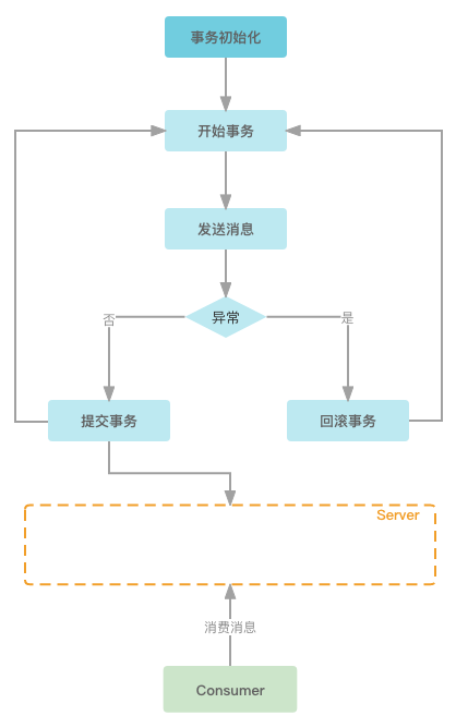 事务初始化
开始事务
发送消息
异常
否
是
提交事务
回滚事务
Server
消费消息
Consumer